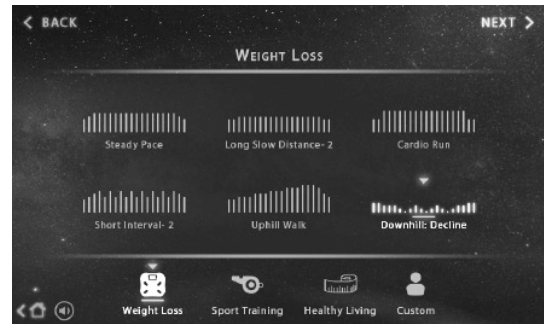 BACK
NEXT
WEIGHT LOSS
Steady Pace
Long Slow Distance- 2
Cardio Run
Short Interval- 2
Uphill Walk
Downhill: Decline
Weight Loss
Sport Training
Healthy Living
Custom